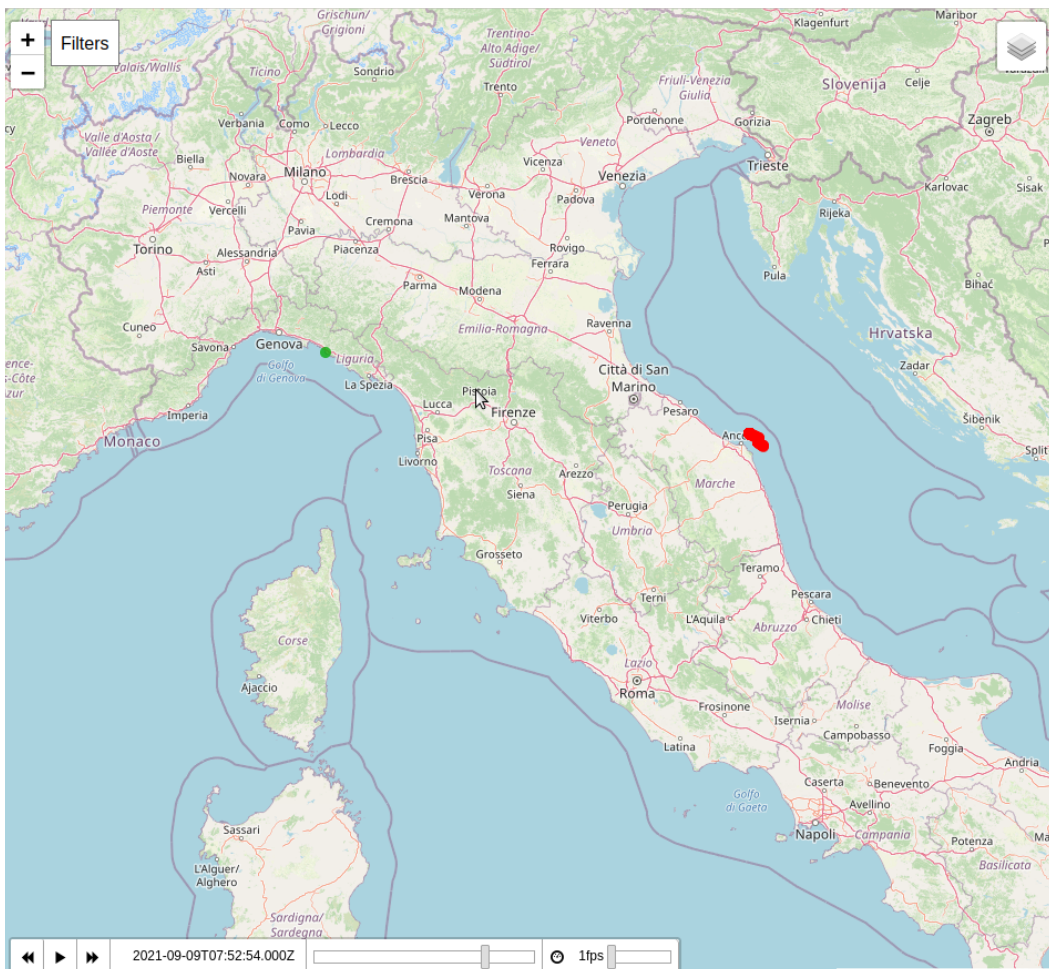 Maribor
Klagenfurt
Grischun/
Grigioni
+
Filters
−
Trentino-
Alto Adige/
Südtirol
Valais/Wallis
Ticino
Sondrio
Trento
Friuli-Venezia
Giulia
Slovenija
Celje
Verbania
Como
Lecco
Pordenone
Gorizia
Zagreb
Valle d'Aosta /
Vallée d'Aoste
Biella
Lombardia
Veneto
Vicenza
Trieste
Novara
Milano
Brescia
Verona
Venezia
Padova
Karlovac
Sisak
Vercelli
Lodi
Piemonte
Pavia
Cremona
Mantova
Rijeka
Torino
Alessandria
Piacenza
Rovigo
Asti
Ferrara
Pula
Parma
Modena
Bihać
Cuneo
Emilia-Romagna
Ravenna
Hrvatska
Savona
Genova
Liguria
Golfo
di Genova
La Spezia
Città di San
Marino
Zadar
Pistoia
Imperia
Lucca
Firenze
Pesaro
Šibenik
Monaco
Pisa
Livorno
Split
Toscana
Arezzo
Marche
Siena
Perugia
Umbria
Grosseto
Teramo
Terni
Pescara
Viterbo
L'Aquila
Chieti
Abruzzo
Corse
Lazio
Ajaccio
Roma
Frosinone
Molise
Isernia
Campobasso
Latina
Foggia
Andria
Caserta
Benevento
Golfo
di Gaeta
Avellino
Sassari
Napoli
Campania
Potenza
L'Alguer/
Alghero
Basilicata
Sardigna/
Sardegna
2021-09-09T07:52:54.000Z
1fps